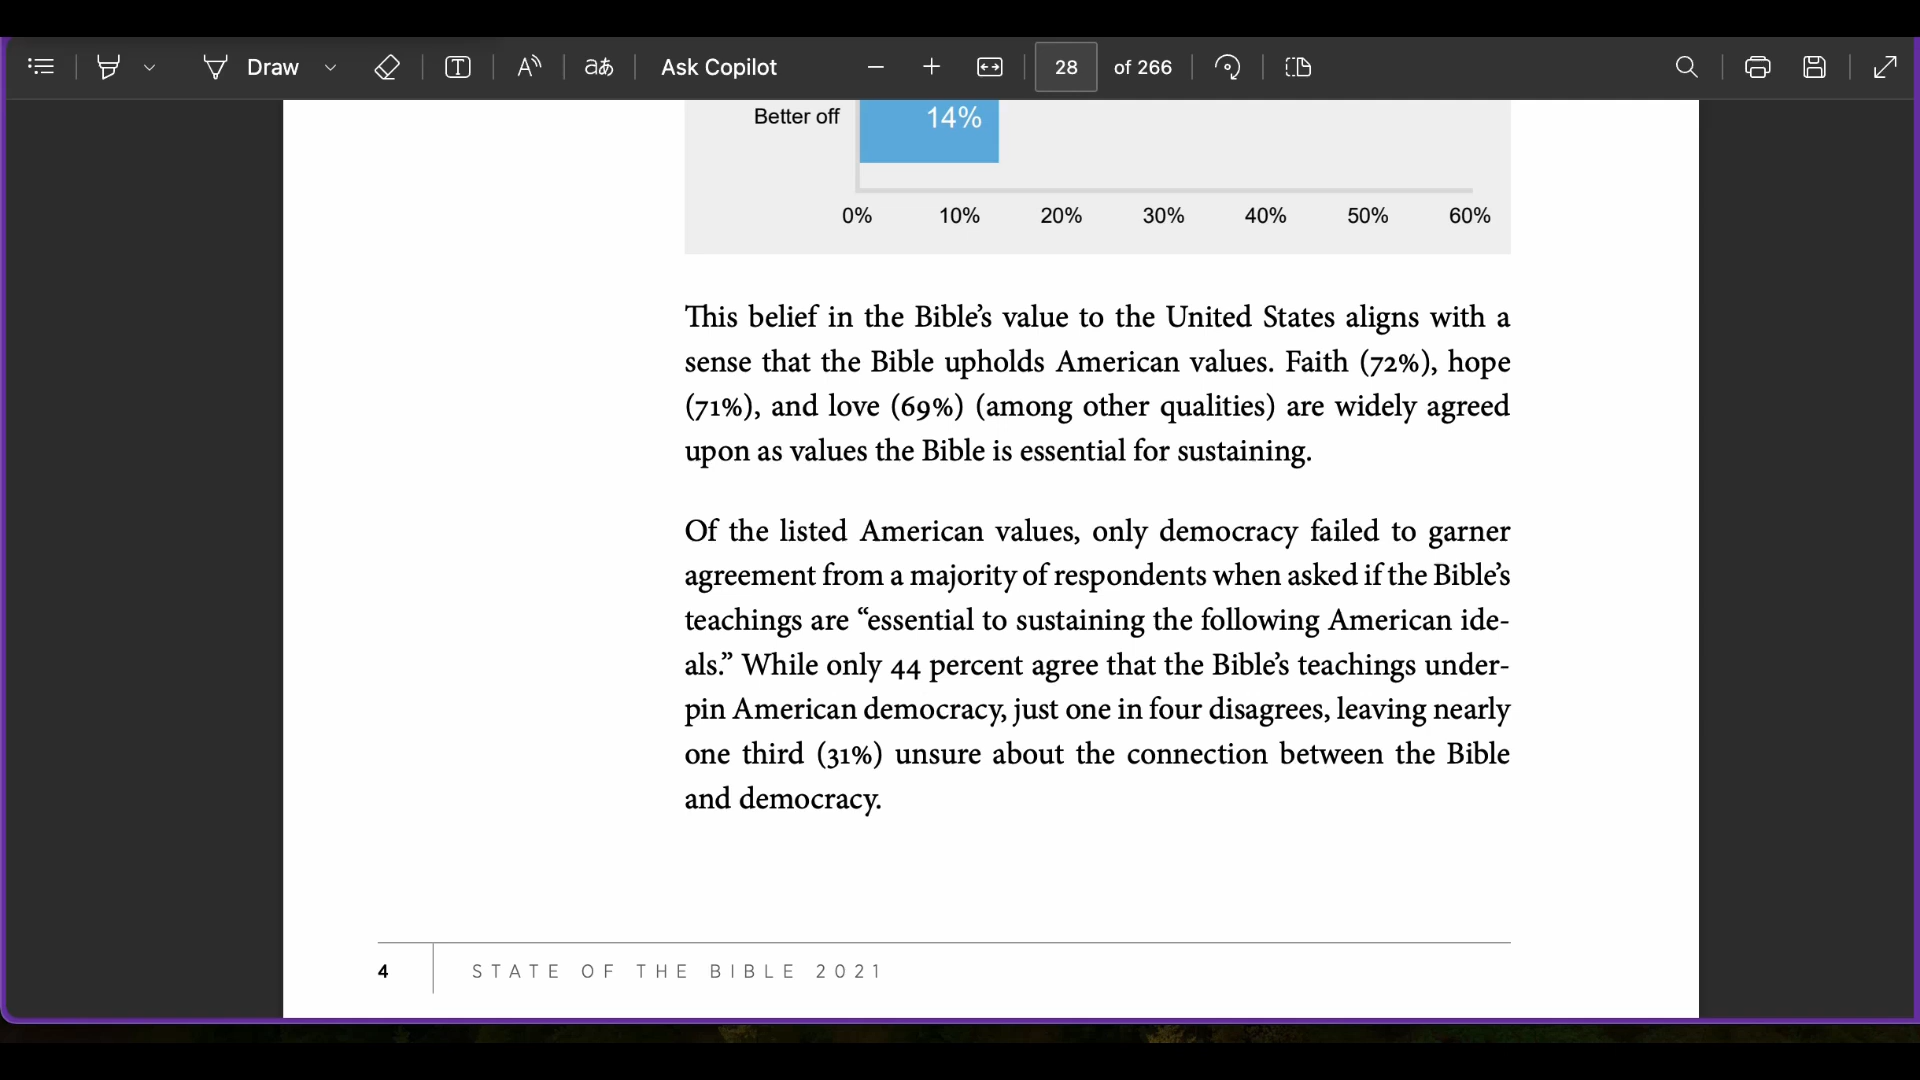 Draw
Ask Copilot
28 of 266
Better off 14%
0% 10% 20% 30% 40% 50% 60%
This belief in the Bible’s value to the United States aligns with a
sense that the Bible upholds American values. Faith (72%), hope
(71%), and love (69%) (among other qualities) are widely agreed
upon as values the Bible is essential for sustaining.
Of the listed American values, only democracy failed to garner
agreement from a majority of respondents when asked if the Bible’s
teachings are “essential to sustaining the following American ide-
als.” While only 44 percent agree that the Bible’s teachings under-
pin American democracy, just one in four disagrees, leaving nearly
one third (31%) unsure about the connection between the Bible
and democracy.
4 STATE OF THE BIBLE 2021